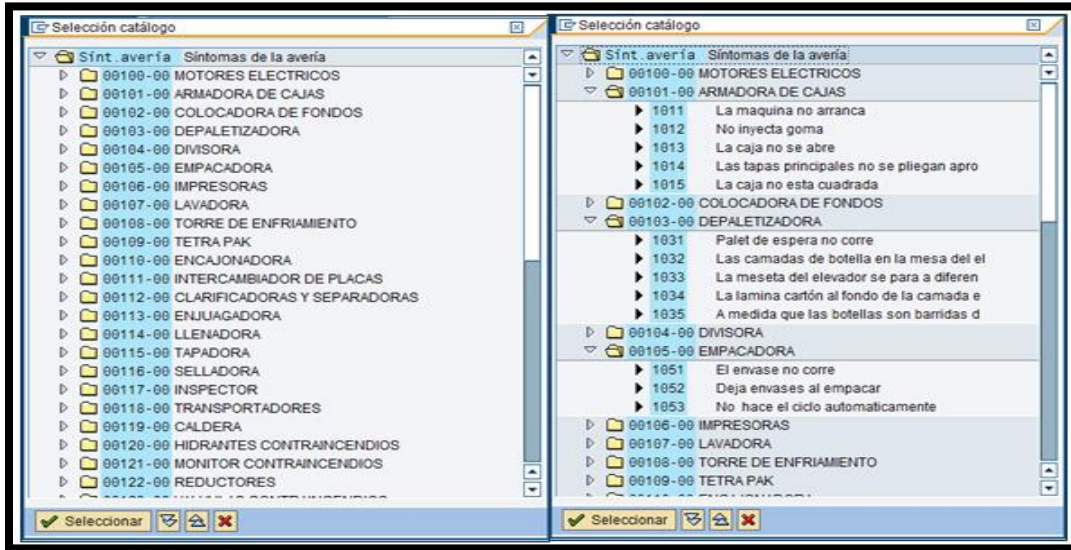 Selección catálogo
Sínt.avería Síntomas de la avería
00100-00 MOTORES ELECTRICOS
00101-00 ARMADORA DE CAJAS
00102-00 COLOCADORA DE FONDOS
00103-00 DEPALETIZADORA
00104-00 DIVISORA
00105-00 EMPACADORA
00106-00 IMPRESORAS
00107-00 LAVADORA
00108-00 TORRE DE ENFRIAMIENTO
00109-00 TETRA PAK
00110-00 ENCAJONADORA
00111-00 INTERCAMBIADOR DE PLACAS
00112-00 CLARIFICADORAS Y SEPARADORAS
00113-00 ENJUAGADORA
00114-00 LLENADORA
00115-00 TAPADORA
00116-00 SELLADORA
00117-00 INSPECTOR
00118-00 TRANSPORTADORES
00119-00 CALDERA
00120-00 HIDRANTES CONTRAINCENDIOS
00121-00 MONITOR CONTRAINCENDIOS
00122-00 REDUCTORES
Seleccionar
Selección catálogo
Sínt.avería Síntomas de la avería
00100-00 MOTORES ELECTRICOS
00101-00 ARMADORA DE CAJAS
1011 La maquina no arranca
1012 No inyecta goma
1013 La caja no se abre
1014 Las tapas principales no se pliegan apro
1015 La caja no esta cuadrada
00102-00 COLOCADORA DE FONDOS
00103-00 DEPALETIZADORA
1031 Palet de espera no corre
1032 Las camadas de botella en la mesa del el
1033 La meseta del elevador se para a diferen
1034 La lamina cartón al fondo de la camada e
1035 A medida que las botellas son barridas d
00104-00 DIVISORA
00105-00 EMPACADORA
1051 El envase no corre
1052 Deja envases al empacar
1053 No hace el ciclo automaticamente
00106-00 IMPRESORAS
00107-00 LAVADORA
00108-00 TORRE DE ENFRIAMIENTO
00109-00 TETRA PAK
Seleccionar